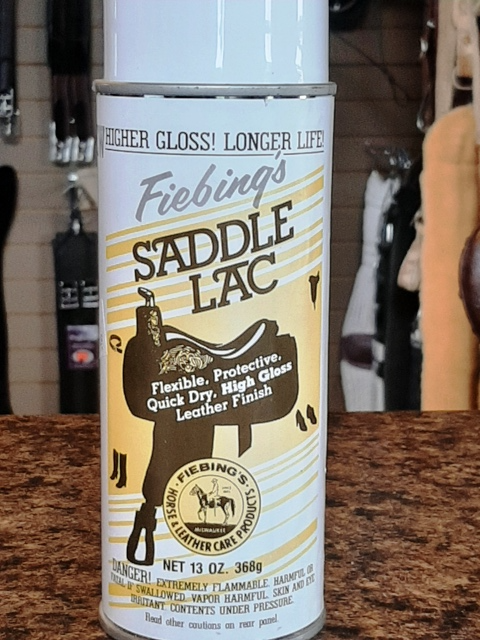 HIGHER GLOSS! LONGER LIFE!
Fiebing's
SADDLE
LAC
Flexible, Protective,
Quick Dry, High Gloss
Leather Finish
FIEBING'S
HORSE & LEATHER CARE PRODUCTS
MILWAUKEE
NET 13 OZ. 368g
DANGER! EXTREMELY FLAMMABLE. HARMFUL OR
FATAL IF SWALLOWED. VAPOR HARMFUL. SKIN AND EYE
IRRITANT CONTENTS UNDER PRESSURE.
Read other cautions on rear panel